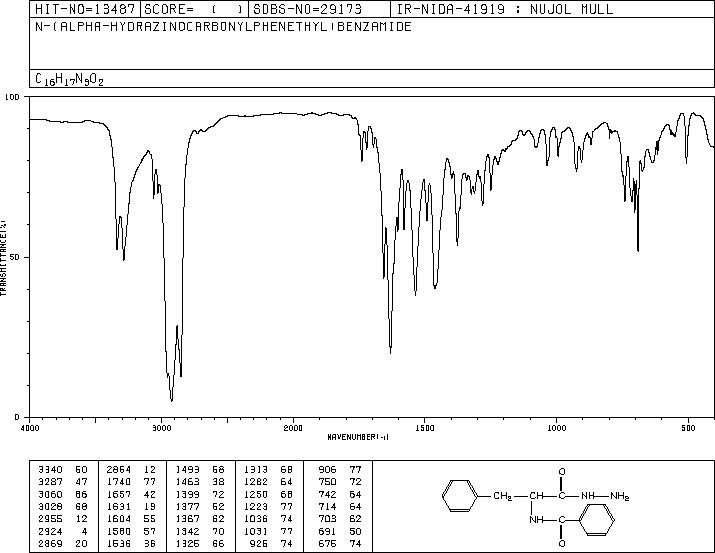 HIT-NO=13487 SCORE= ( ) SDBS-NO=29173 IR-NIDA-41919 : NUJOL MULL
N-(ALPHA-HYDRAZINOCARBONYLPHENETHYL)BENZAMIDE
C16H17N3O2
100
50
0
TRANSMITTANCE(%)
4000 3000 2000 1500 1000 500
WAVENUMBER(-1)
3340 60 2854 12 1493 58 1313 68 906 77
3287 47 1740 77 1463 38 1282 64 750 72
3060 66 1657 42 1399 72 1250 68 742 64
3028 68 1631 19 1377 52 1223 77 714 64
2955 12 1604 55 1367 62 1036 74 703 62
2924 4 1580 57 1342 70 1031 77 691 50
2869 20 1536 36 1325 66 925 74 675 74
O
CH2 CH C NH NH2
NH C
O